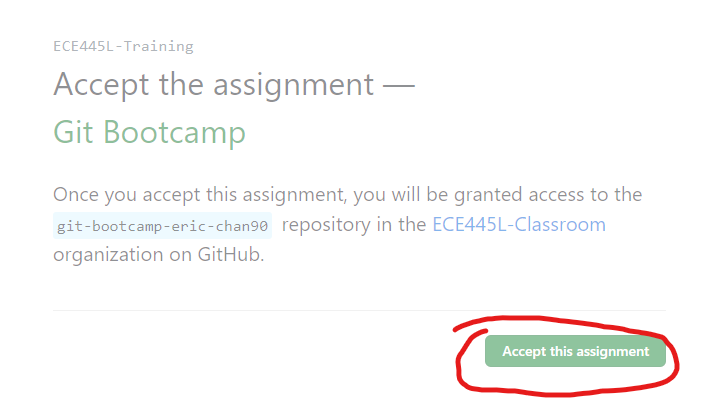 ECE445L-Training
Accept the assignment —
Git Bootcamp
Once you accept this assignment, you will be granted access to the
git-bootcamp-eric-chan90 repository in the ECE445L-Classroom
organization on GitHub.
Accept this assignment